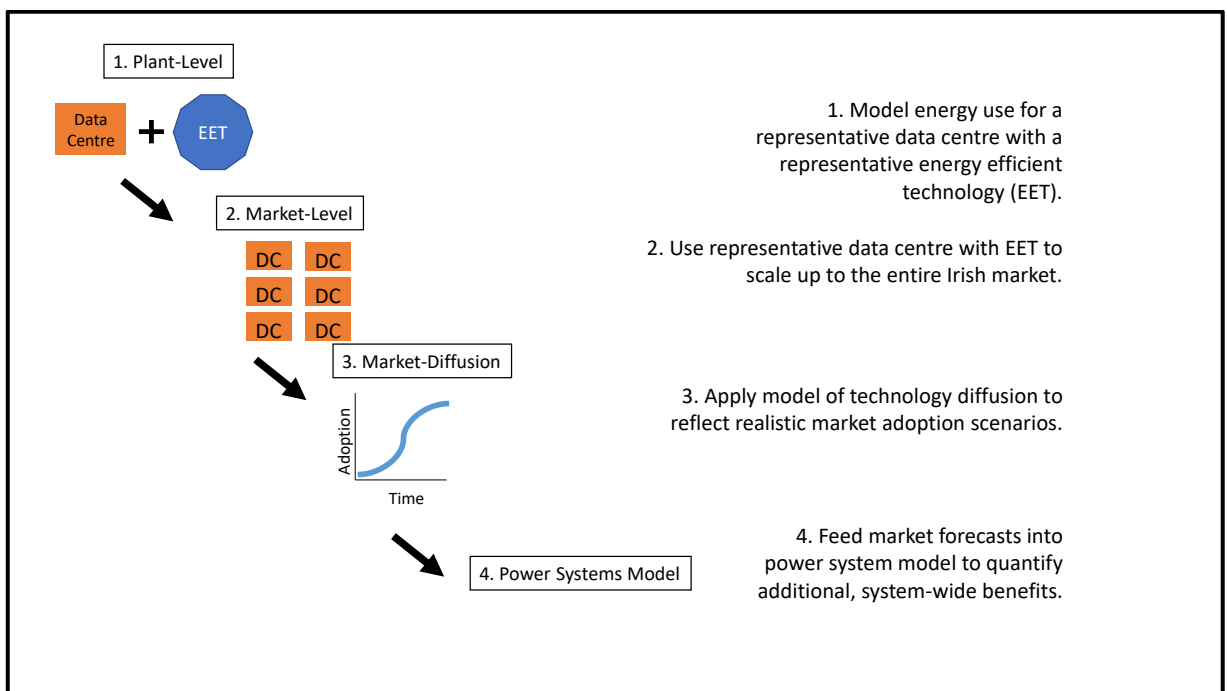 1. Plant-Level
Data
Centre
EET
1. Model energy use for a
representative data centre with a
representative energy efficient
technology (EET).
2. Market-Level
DC DC
DC DC
DC DC
2. Use representative data centre with EET to
scale up to the entire Irish market.
3. Market-Diffusion
Adoption
Time
3. Apply model of technology diffusion to
reflect realistic market adoption scenarios.
4. Power Systems Model
4. Feed market forecasts into
power system model to quantify
additional, system-wide benefits.